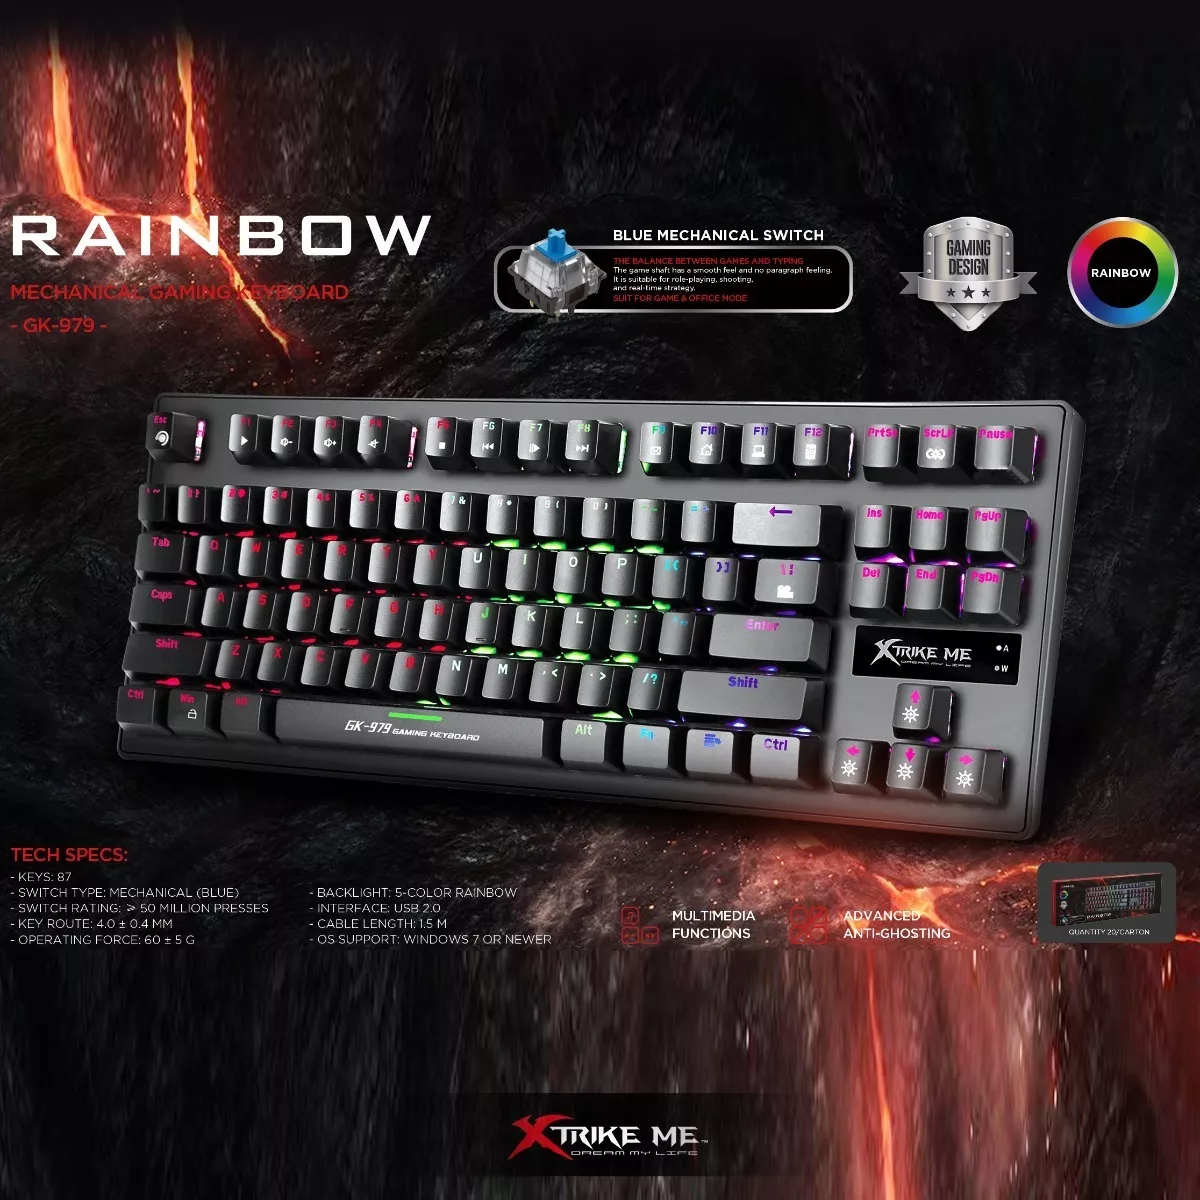 RAINBOW
MECHANICAL GAMING KEYBOARD
- GK-979 -
BLUE MECHANICAL SWITCH
THE BALANCE BETWEEN GAMES AND TYPING
The game shaft has a smooth feel and no paragraph feeling.
It is suitable for role-playing, shooting,
and real-time strategy.
SUIT FOR GAME & OFFICE MODE
GAMING
DESIGN
RAINBOW
Esc F1 F2 F3 F4 F5 F6 F7 F8 F9 F10 F11 F12 PrtSc ScrLk Pause
Ins Home PgUp
Tab Q W E R T Y U I O P
Del End PgDn
Caps A S D F G H J K L Enter
Shift Z X C V B N M Shift
XTRIKE ME
DREAM MY LIFE
A
W
Ctrl Win Alt
GK-979 GAMING KEYBOARD
Alt Fn Ctrl
TECH SPECS:
- KEYS: 87
- SWITCH TYPE: MECHANICAL (BLUE)
- SWITCH RATING: ≥ 50 MILLION PRESSES
- KEY ROUTE: 4.0 ± 0.4 MM
- OPERATING FORCE: 60 ± 5 G
- BACKLIGHT: 5-COLOR RAINBOW
- INTERFACE: USB 2.0
- CABLE LENGTH: 1.5 M
- OS SUPPORT: WINDOWS 7 OR NEWER
MULTIMEDIA
FUNCTIONS
ADVANCED
ANTI-GHOSTING
RAINBOW
QUANTITY 20/CARTON
XTRIKE ME™
DREAM MY LIFE